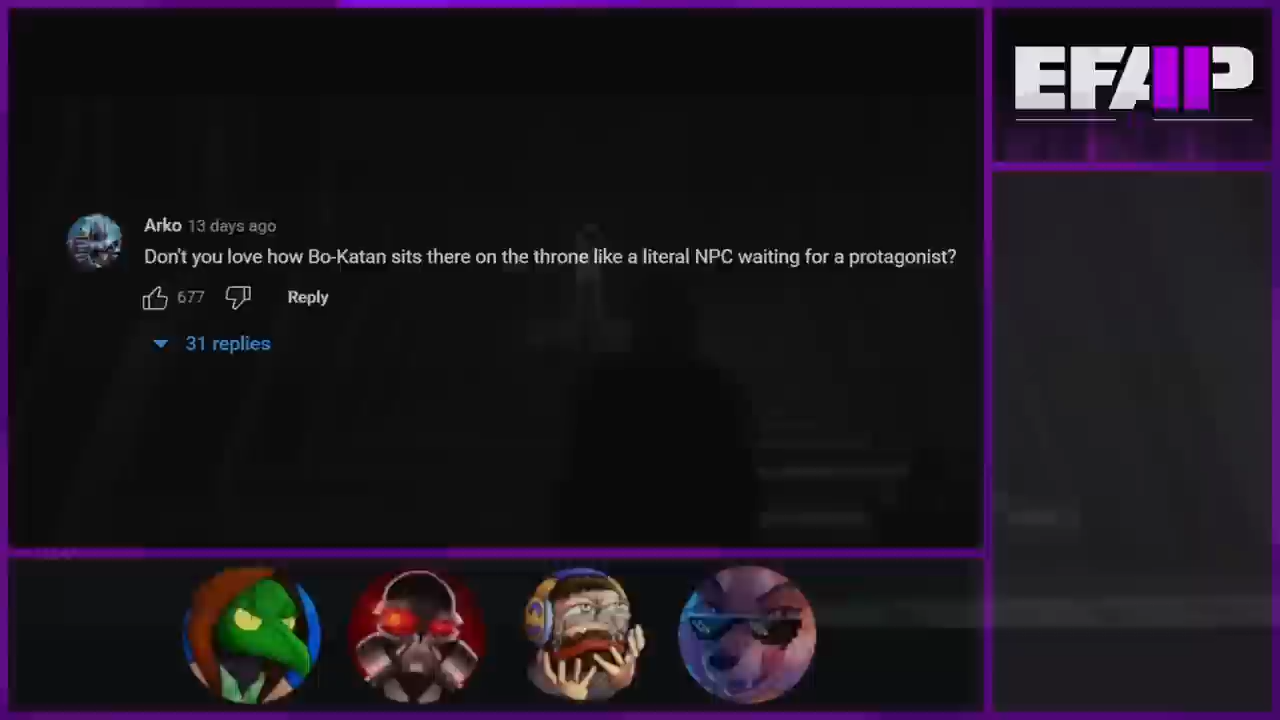 EFAP
Arko 13 days ago
Don't you love how Bo-Katan sits there on the throne like a literal NPC waiting for a protagonist?
677 Reply
31 replies